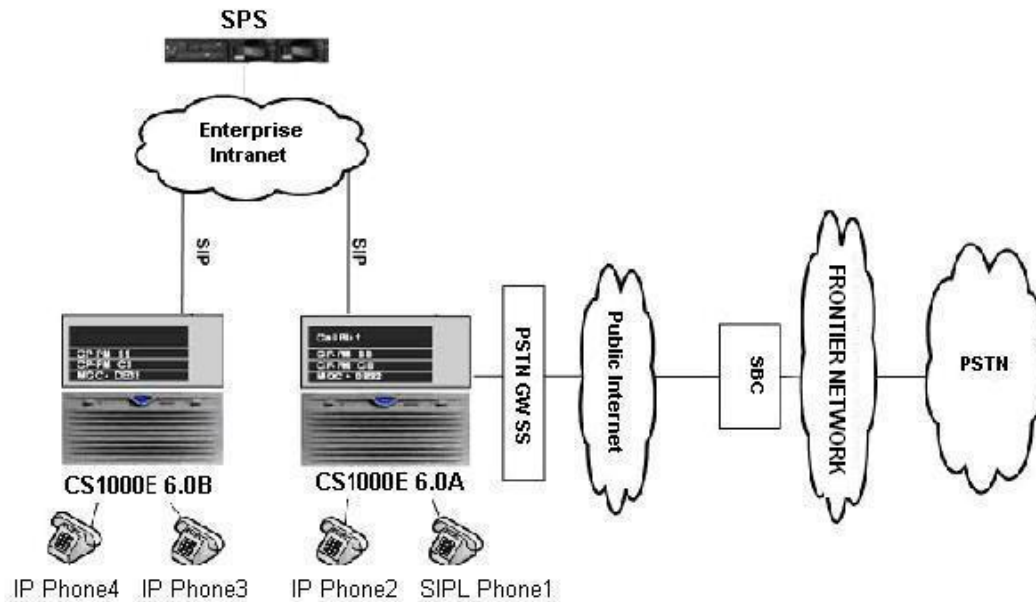 SPS
Enterprise
Intranet
SIP
SIP
CS1000E 6.0B
CS1000E 6.0A
IP Phone4
IP Phone3
IP Phone2
SIPL Phone1
PSTN GW SS
Public Internet
SBC
FRONTIER NETWORK
PSTN